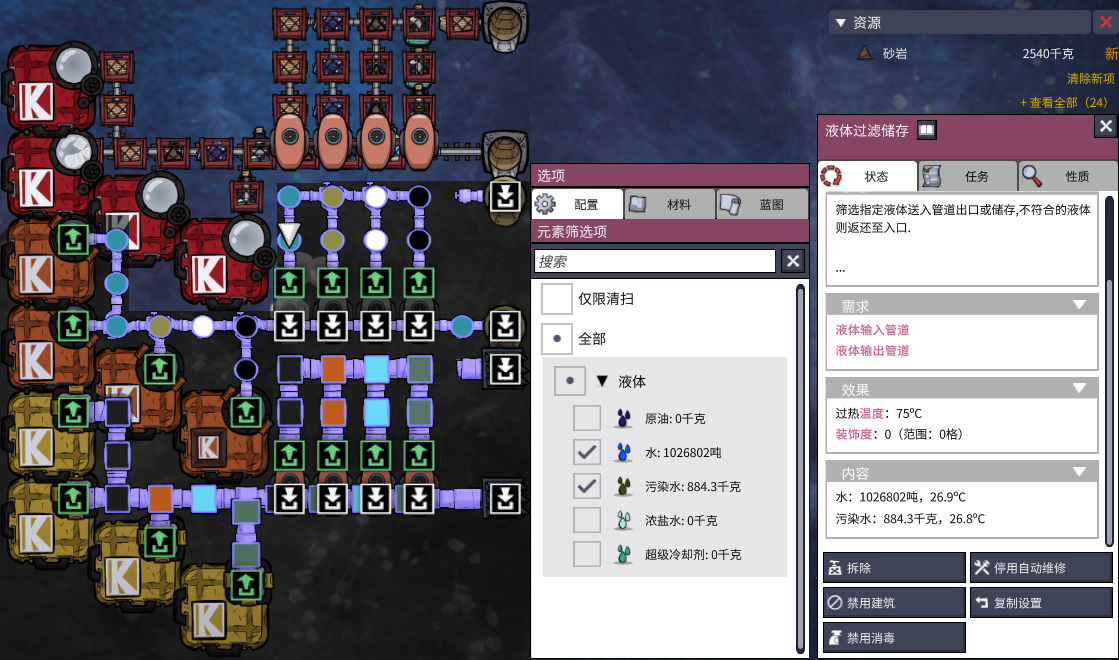 K
K
K
K
K
K
K
K
K
K
K
K
选项
配置
材料
蓝图
元素筛选项
搜索
仅限清扫
全部
液体
原油: 0千克
水: 1026802吨
污染水: 884.3千克
浓盐水: 0千克
超级冷却剂: 0千克
资源
砂岩 2540千克 新
清除新项
+ 查看全部（24）
液体过滤储存
状态
任务
性质
筛选指定液体送入管道出口或储存,不符合的液体
则返还至入口.
...
需求
液体输入管道
液体输出管道
效果
过热温度：75ºC
装饰度：0（范围：0格）
内容
水：1026802吨，26.9ºC
污染水：884.3千克，26.8ºC
拆除
停用自动维修
禁用建筑
复制设置
禁用消毒